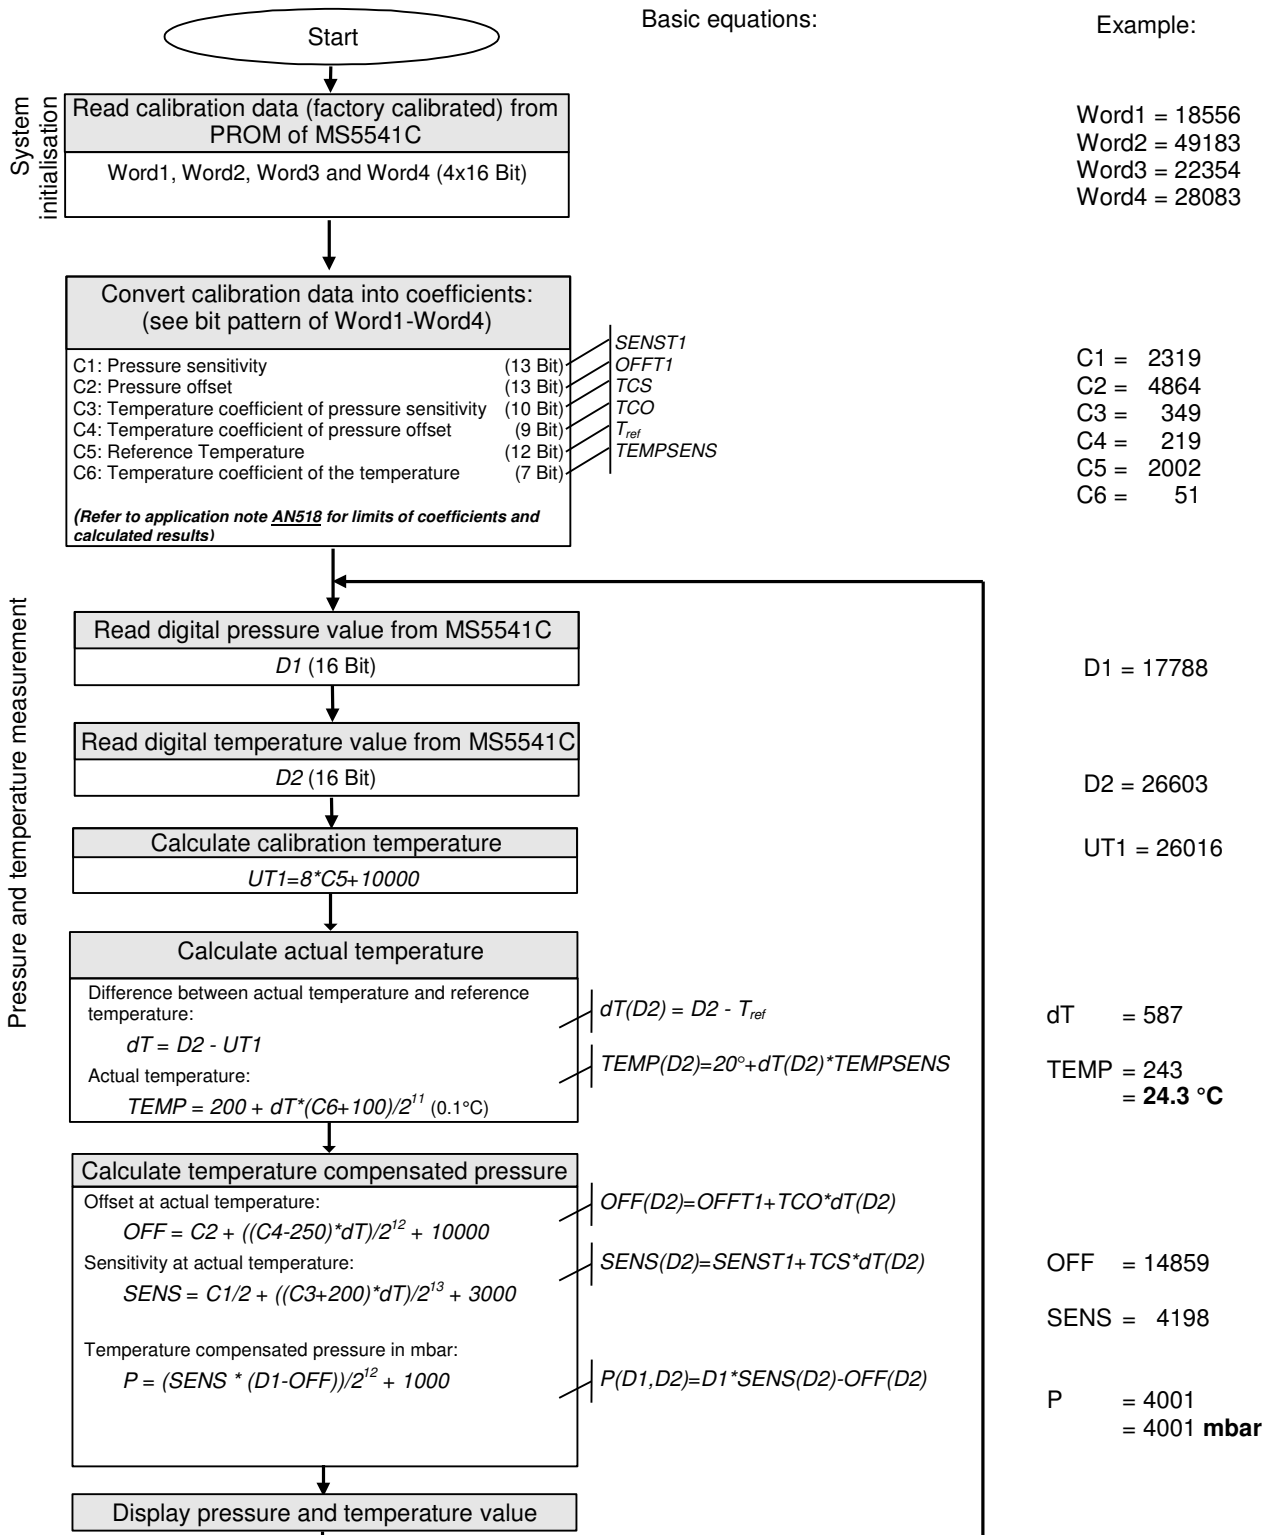 Basic equations:
Example:
Start
System
initialisation
Read calibration data (factory calibrated) from
PROM of MS5541C
Word1, Word2, Word3 and Word4 (4x16 Bit)
Word1 = 18556
Word2 = 49183
Word3 = 22354
Word4 = 28083
Convert calibration data into coefficients:
(see bit pattern of Word1-Word4)
C1: Pressure sensitivity (13 Bit) SENST1
C2: Pressure offset (13 Bit) OFFT1
C3: Temperature coefficient of pressure sensitivity (10 Bit) TCS
C4: Temperature coefficient of pressure offset (9 Bit) TCO
C5: Reference Temperature (12 Bit) Tref
C6: Temperature coefficient of the temperature (7 Bit) TEMPSENS
(Refer to application note AN518 for limits of coefficients and
calculated results)
C1 = 2319
C2 = 4864
C3 = 349
C4 = 219
C5 = 2002
C6 = 51
Pressure and temperature measurement
Read digital pressure value from MS5541C
D1 (16 Bit)
D1 = 17788
Read digital temperature value from MS5541C
D2 (16 Bit)
D2 = 26603
Calculate calibration temperature
UT1=8*C5+10000
UT1 = 26016
Calculate actual temperature
Difference between actual temperature and reference
temperature:
dT = D2 - UT1
dT(D2) = D2 - Tref
dT = 587
Actual temperature:
TEMP = 200 + dT*(C6+100)/2^11 (0.1°C)
TEMP(D2)=20°+dT(D2)*TEMPSENS
TEMP = 243
= 24.3 °C
Calculate temperature compensated pressure
Offset at actual temperature:
OFF = C2 + ((C4-250)*dT)/2^12 + 10000
OFF(D2)=OFFT1+TCO*dT(D2)
OFF = 14859
Sensitivity at actual temperature:
SENS = C1/2 + ((C3+200)*dT)/2^13 + 3000
SENS(D2)=SENST1+TCS*dT(D2)
SENS = 4198
Temperature compensated pressure in mbar:
P = (SENS * (D1-OFF))/2^12 + 1000
P(D1,D2)=D1*SENS(D2)-OFF(D2)
P = 4001
= 4001 mbar
Display pressure and temperature value